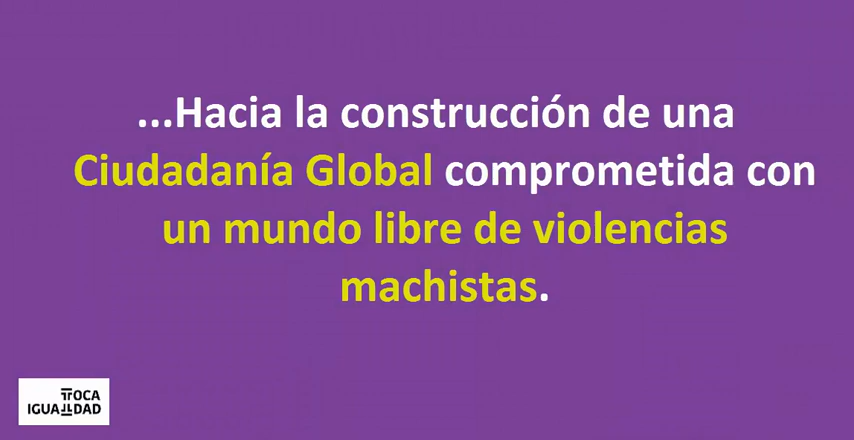 ...Hacia la construcción de una
Ciudadanía Global comprometida con
un mundo libre de violencias
machistas.
TOCA
IGUALDAD